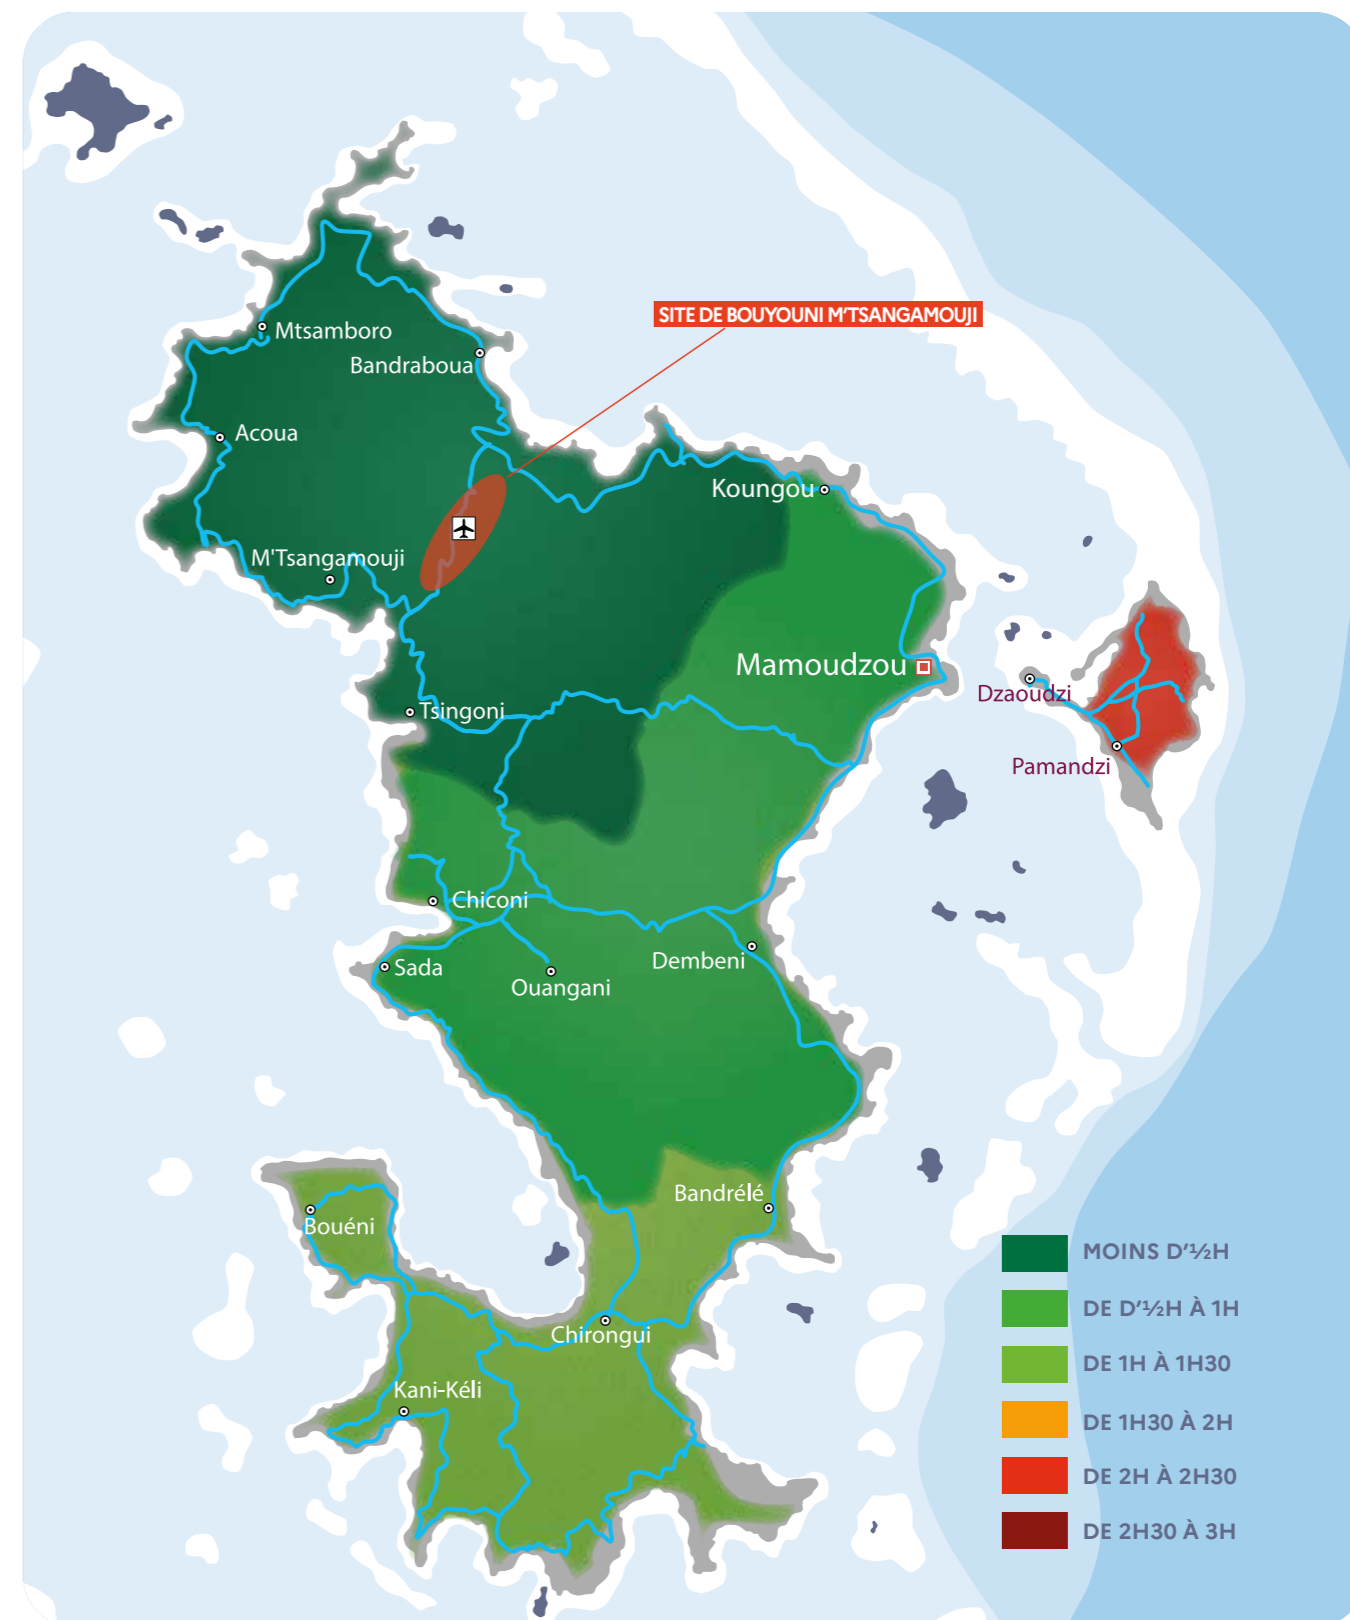 SITE DE BOUYOUNI M'TSANGAMOUJI
Mtsamboro
Bandraboua
Acoua
Koungou
M'Tsangamouji
Mamoudzou
Dzaoudzi
Tsingoni
Pamandzi
Chiconi
Dembeni
Sada
Ouangani
Bandrélé
Bouéni
Chirongui
Kani-Kéli
MOINS D'½H
DE D'½H À 1H
DE 1H À 1H30
DE 1H30 À 2H
DE 2H À 2H30
DE 2H30 À 3H